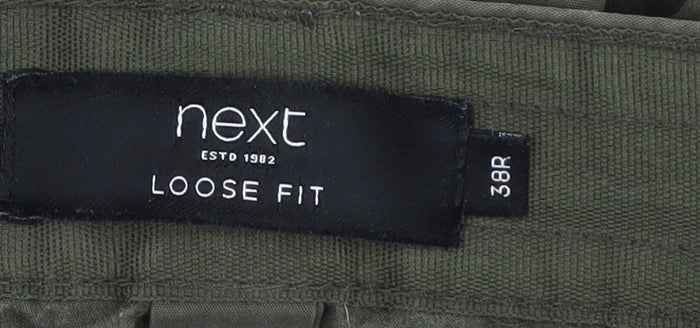 next
ESTD 1982
LOOSE FIT
38R